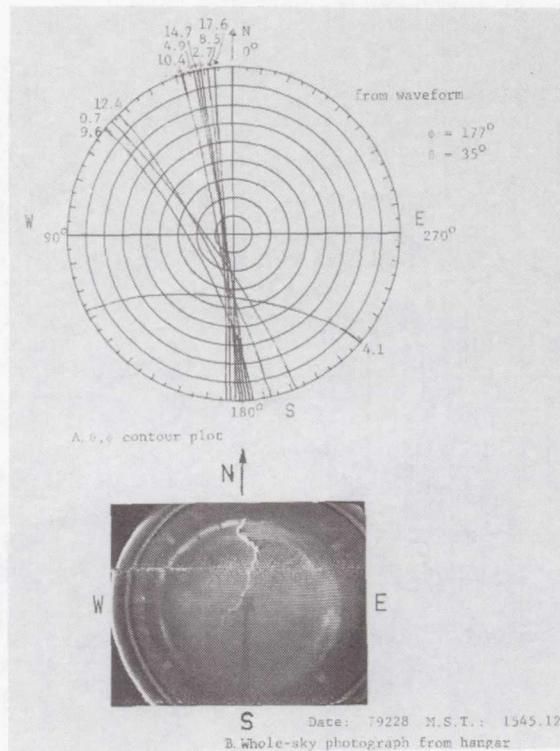 14.7 17.6 N
4.9 8.5 0°
10.4 2.7
12.4
0.7
9.6
from waveform
ϕ = 177°
θ = 35°
W
90°
E
270°
4.1
180° S
A. θ,ϕ contour plot
N
W
E
S
Date: 79228 M.S.T.: 1545.12
B. Whole-sky photograph from hangar